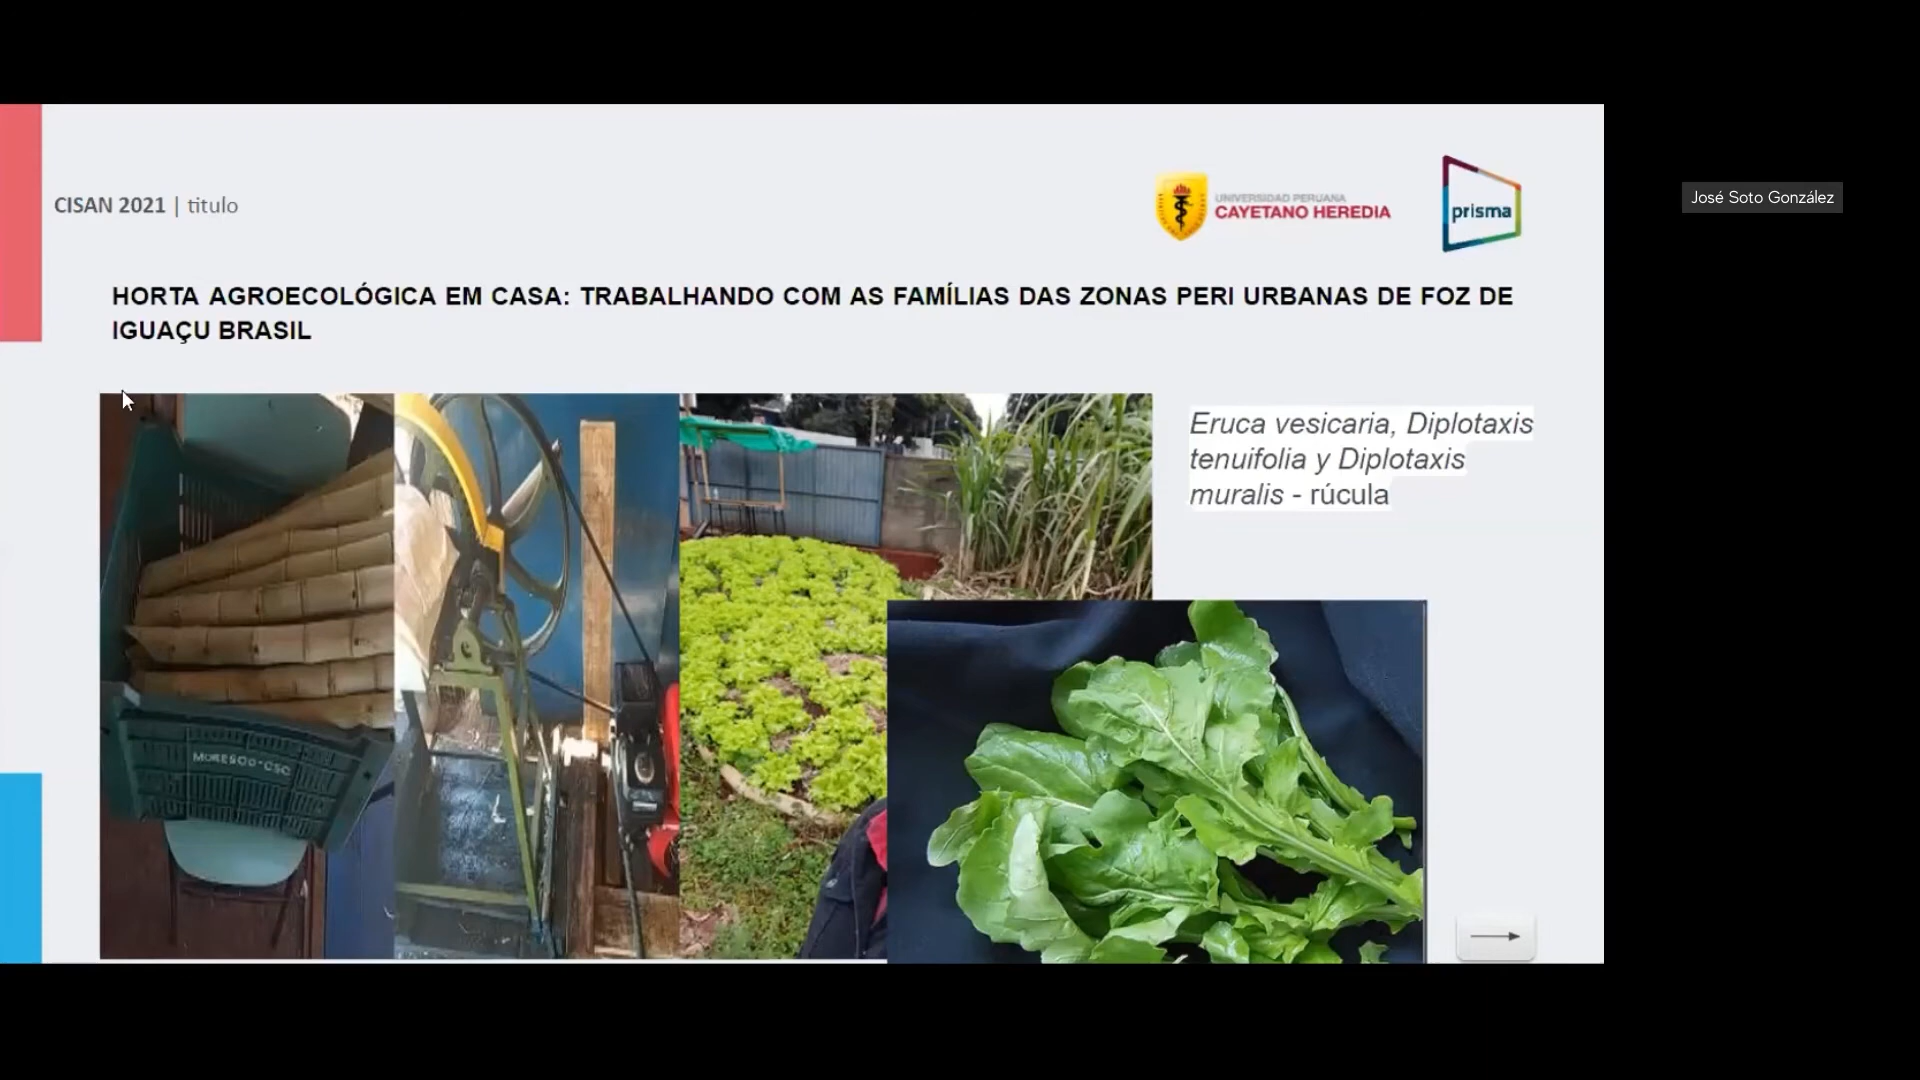 CISAN 2021 | titulo
UNIVERSIDAD PERUANA
CAYETANO HEREDIA
prisma
José Soto González
HORTA AGROECOLÓGICA EM CASA: TRABALHANDO COM AS FAMÍLIAS DAS ZONAS PERI URBANAS DE FOZ DE
IGUAÇU BRASIL
Eruca vesicaria, Diplotaxis
tenuifolia y Diplotaxis
muralis - rúcula